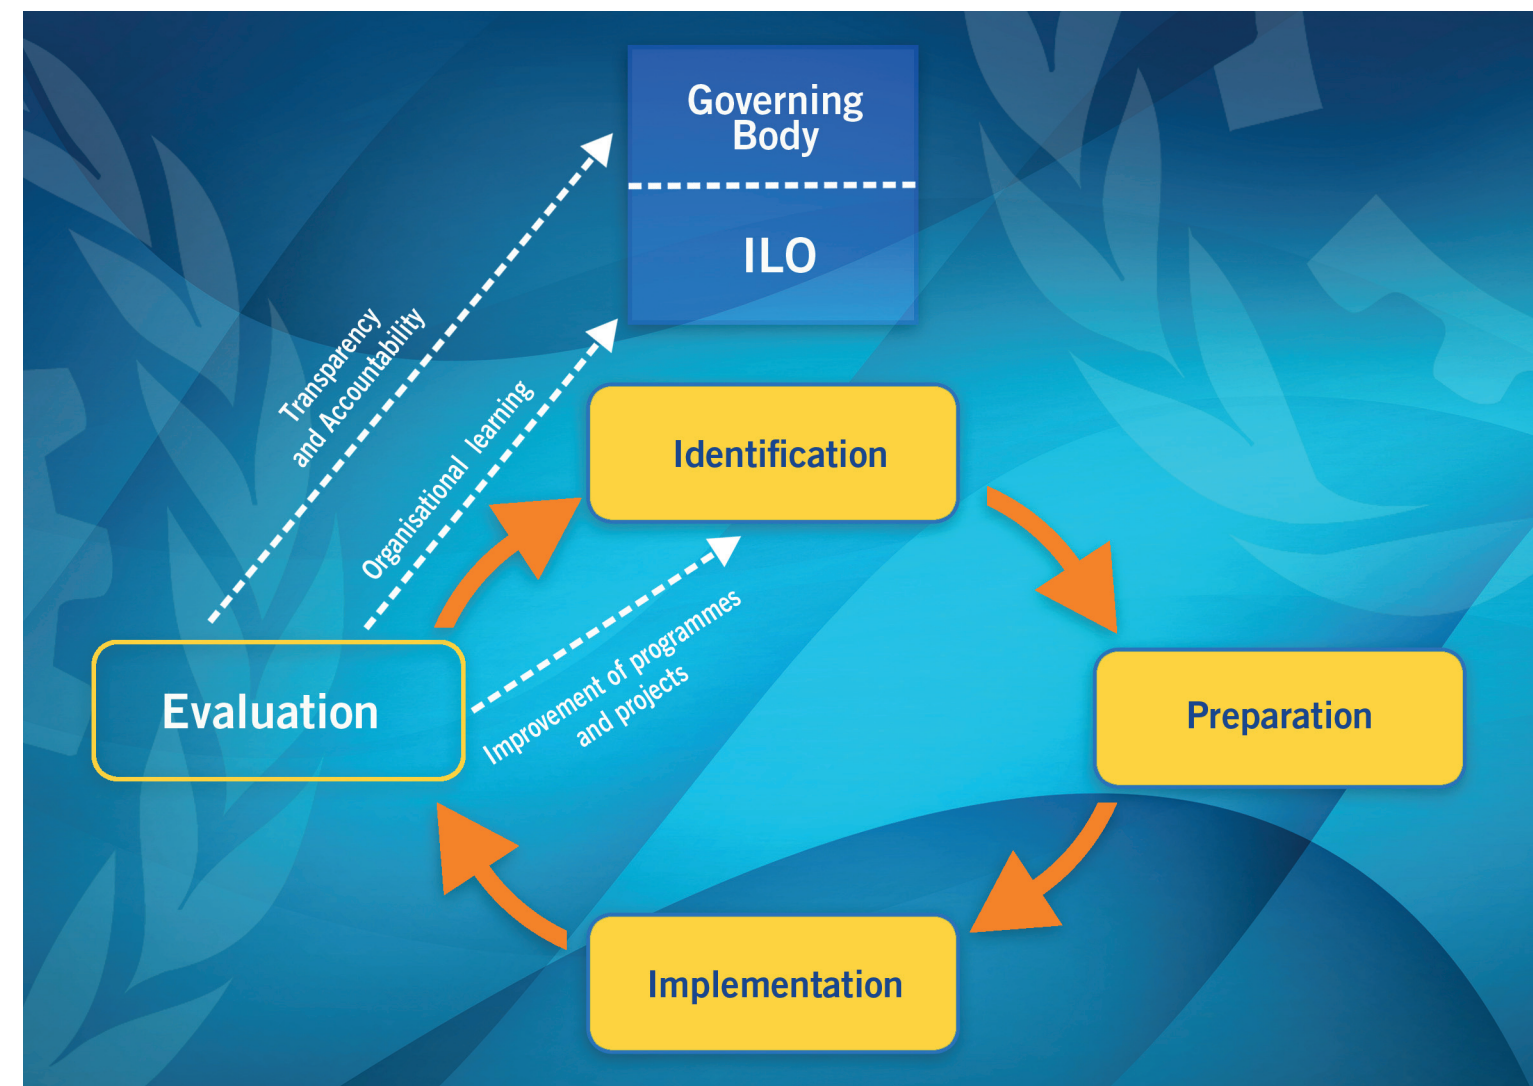 Governing
Body
ILO
Transparency
and Accountability
Organisational learning
Identification
Improvement of programmes
and projects
Evaluation
Preparation
Implementation